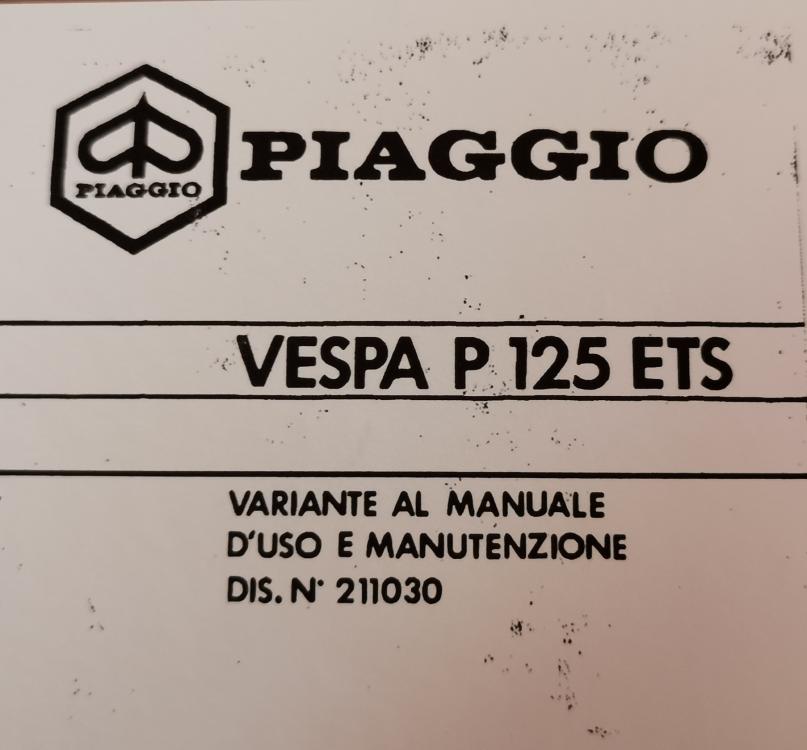 PIAGGIO
PIAGGIO
VESPA P 125 ETS
VARIANTE AL MANUALE
D'USO E MANUTENZIONE
DIS. N° 211030